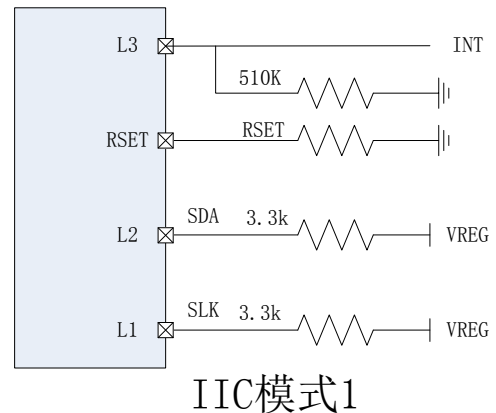 L3 INT
510K
RSET RSET
L2 SDA 3.3k VREG
L1 SLK 3.3k VREG
IIC模式1